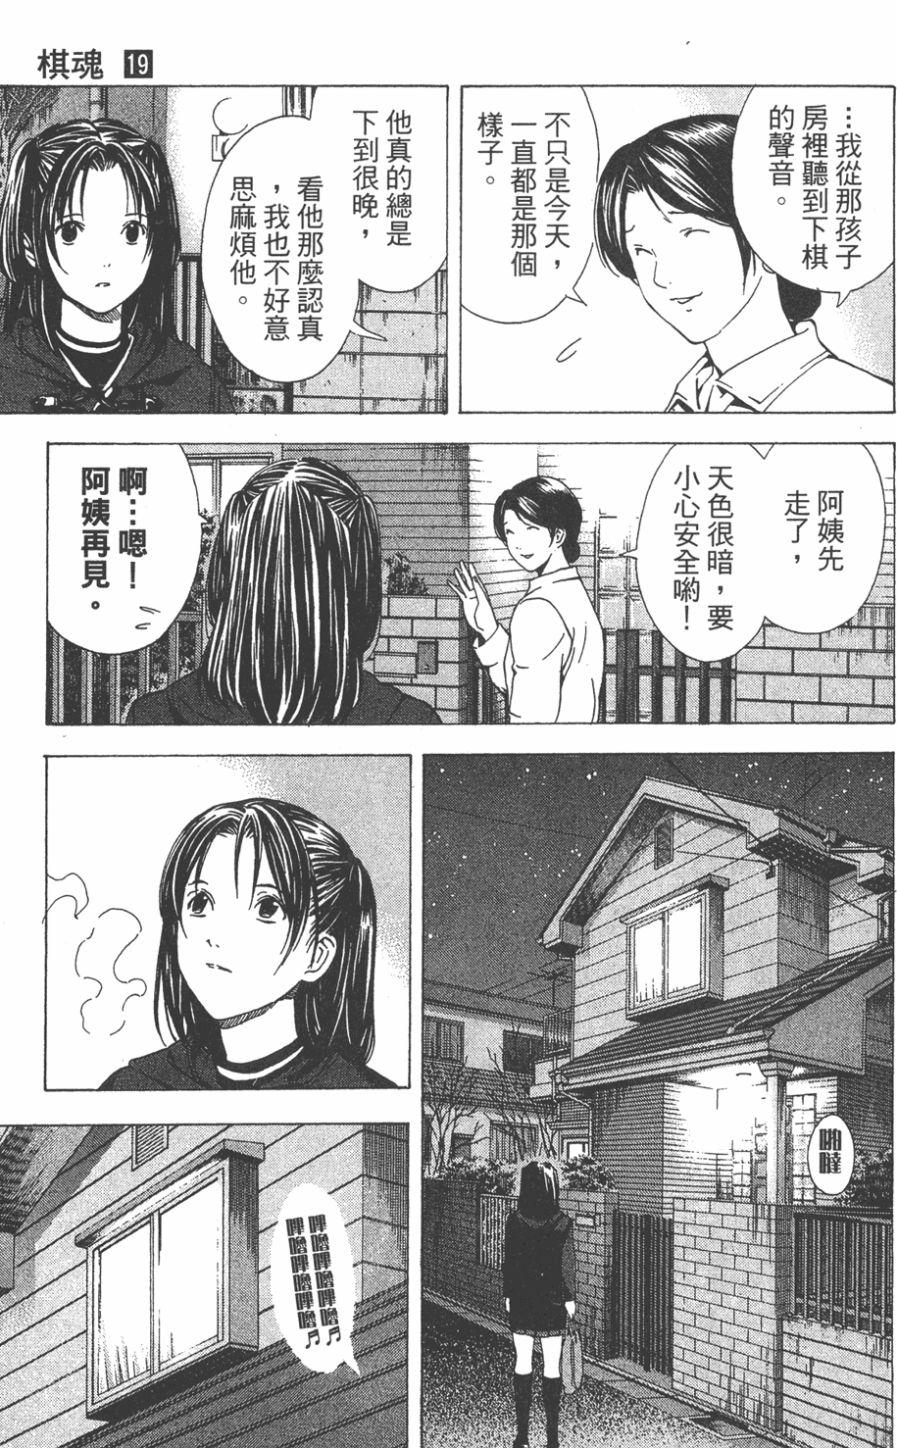 棋魂 19
…我從那孩子
房裡聽到下棋
的聲音。
不只是今天，
一直都是那個
樣子。
他真的總是
下到很晚，
看他那麼認真
，我也不好意
思麻煩他。
阿姨先
走了，
天色很暗，要
小心安全喲！
啊…嗯！
阿姨再見。
啪噠
嗶嚕嗶嚕嗶嚕♬
嗶嚕嗶嚕嗶嚕♬